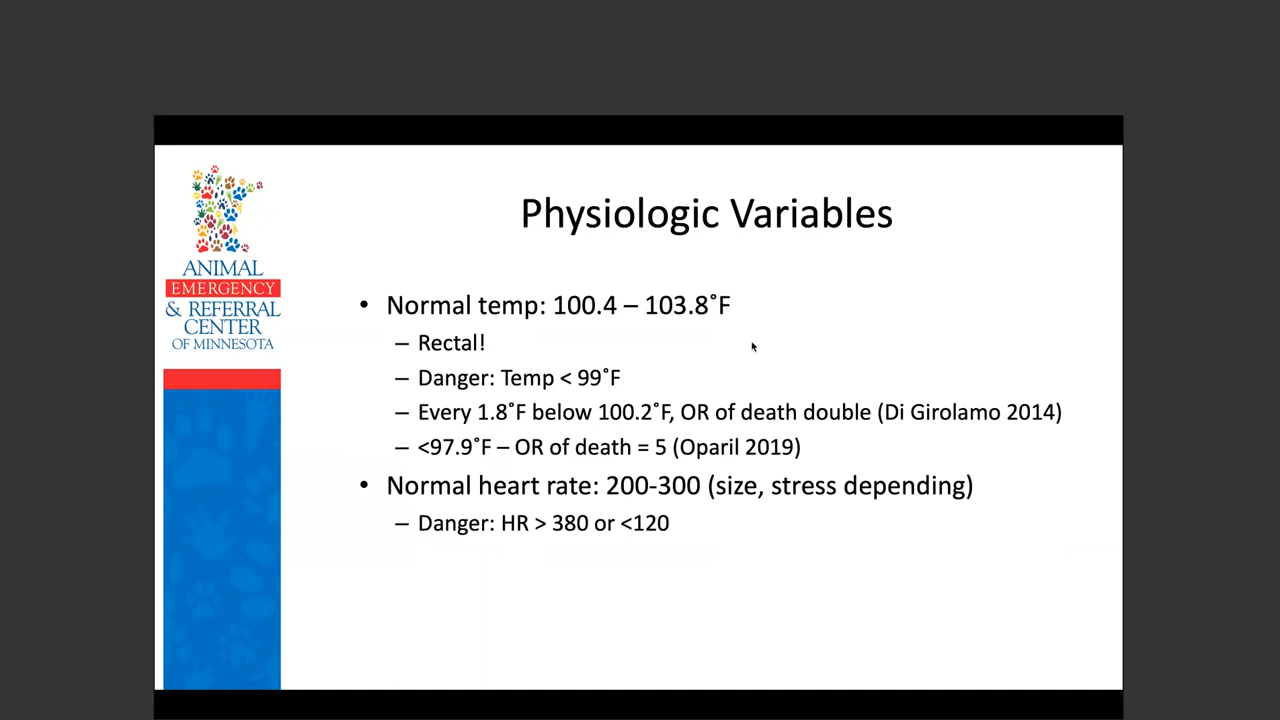 ANIMAL
EMERGENCY
& REFERRAL
CENTER
OF MINNESOTA
Physiologic Variables
• Normal temp: 100.4 – 103.8˚F
– Rectal!
– Danger: Temp < 99˚F
– Every 1.8˚F below 100.2˚F, OR of death double (Di Girolamo 2014)
– <97.9˚F – OR of death = 5 (Oparil 2019)
• Normal heart rate: 200-300 (size, stress depending)
– Danger: HR > 380 or <120